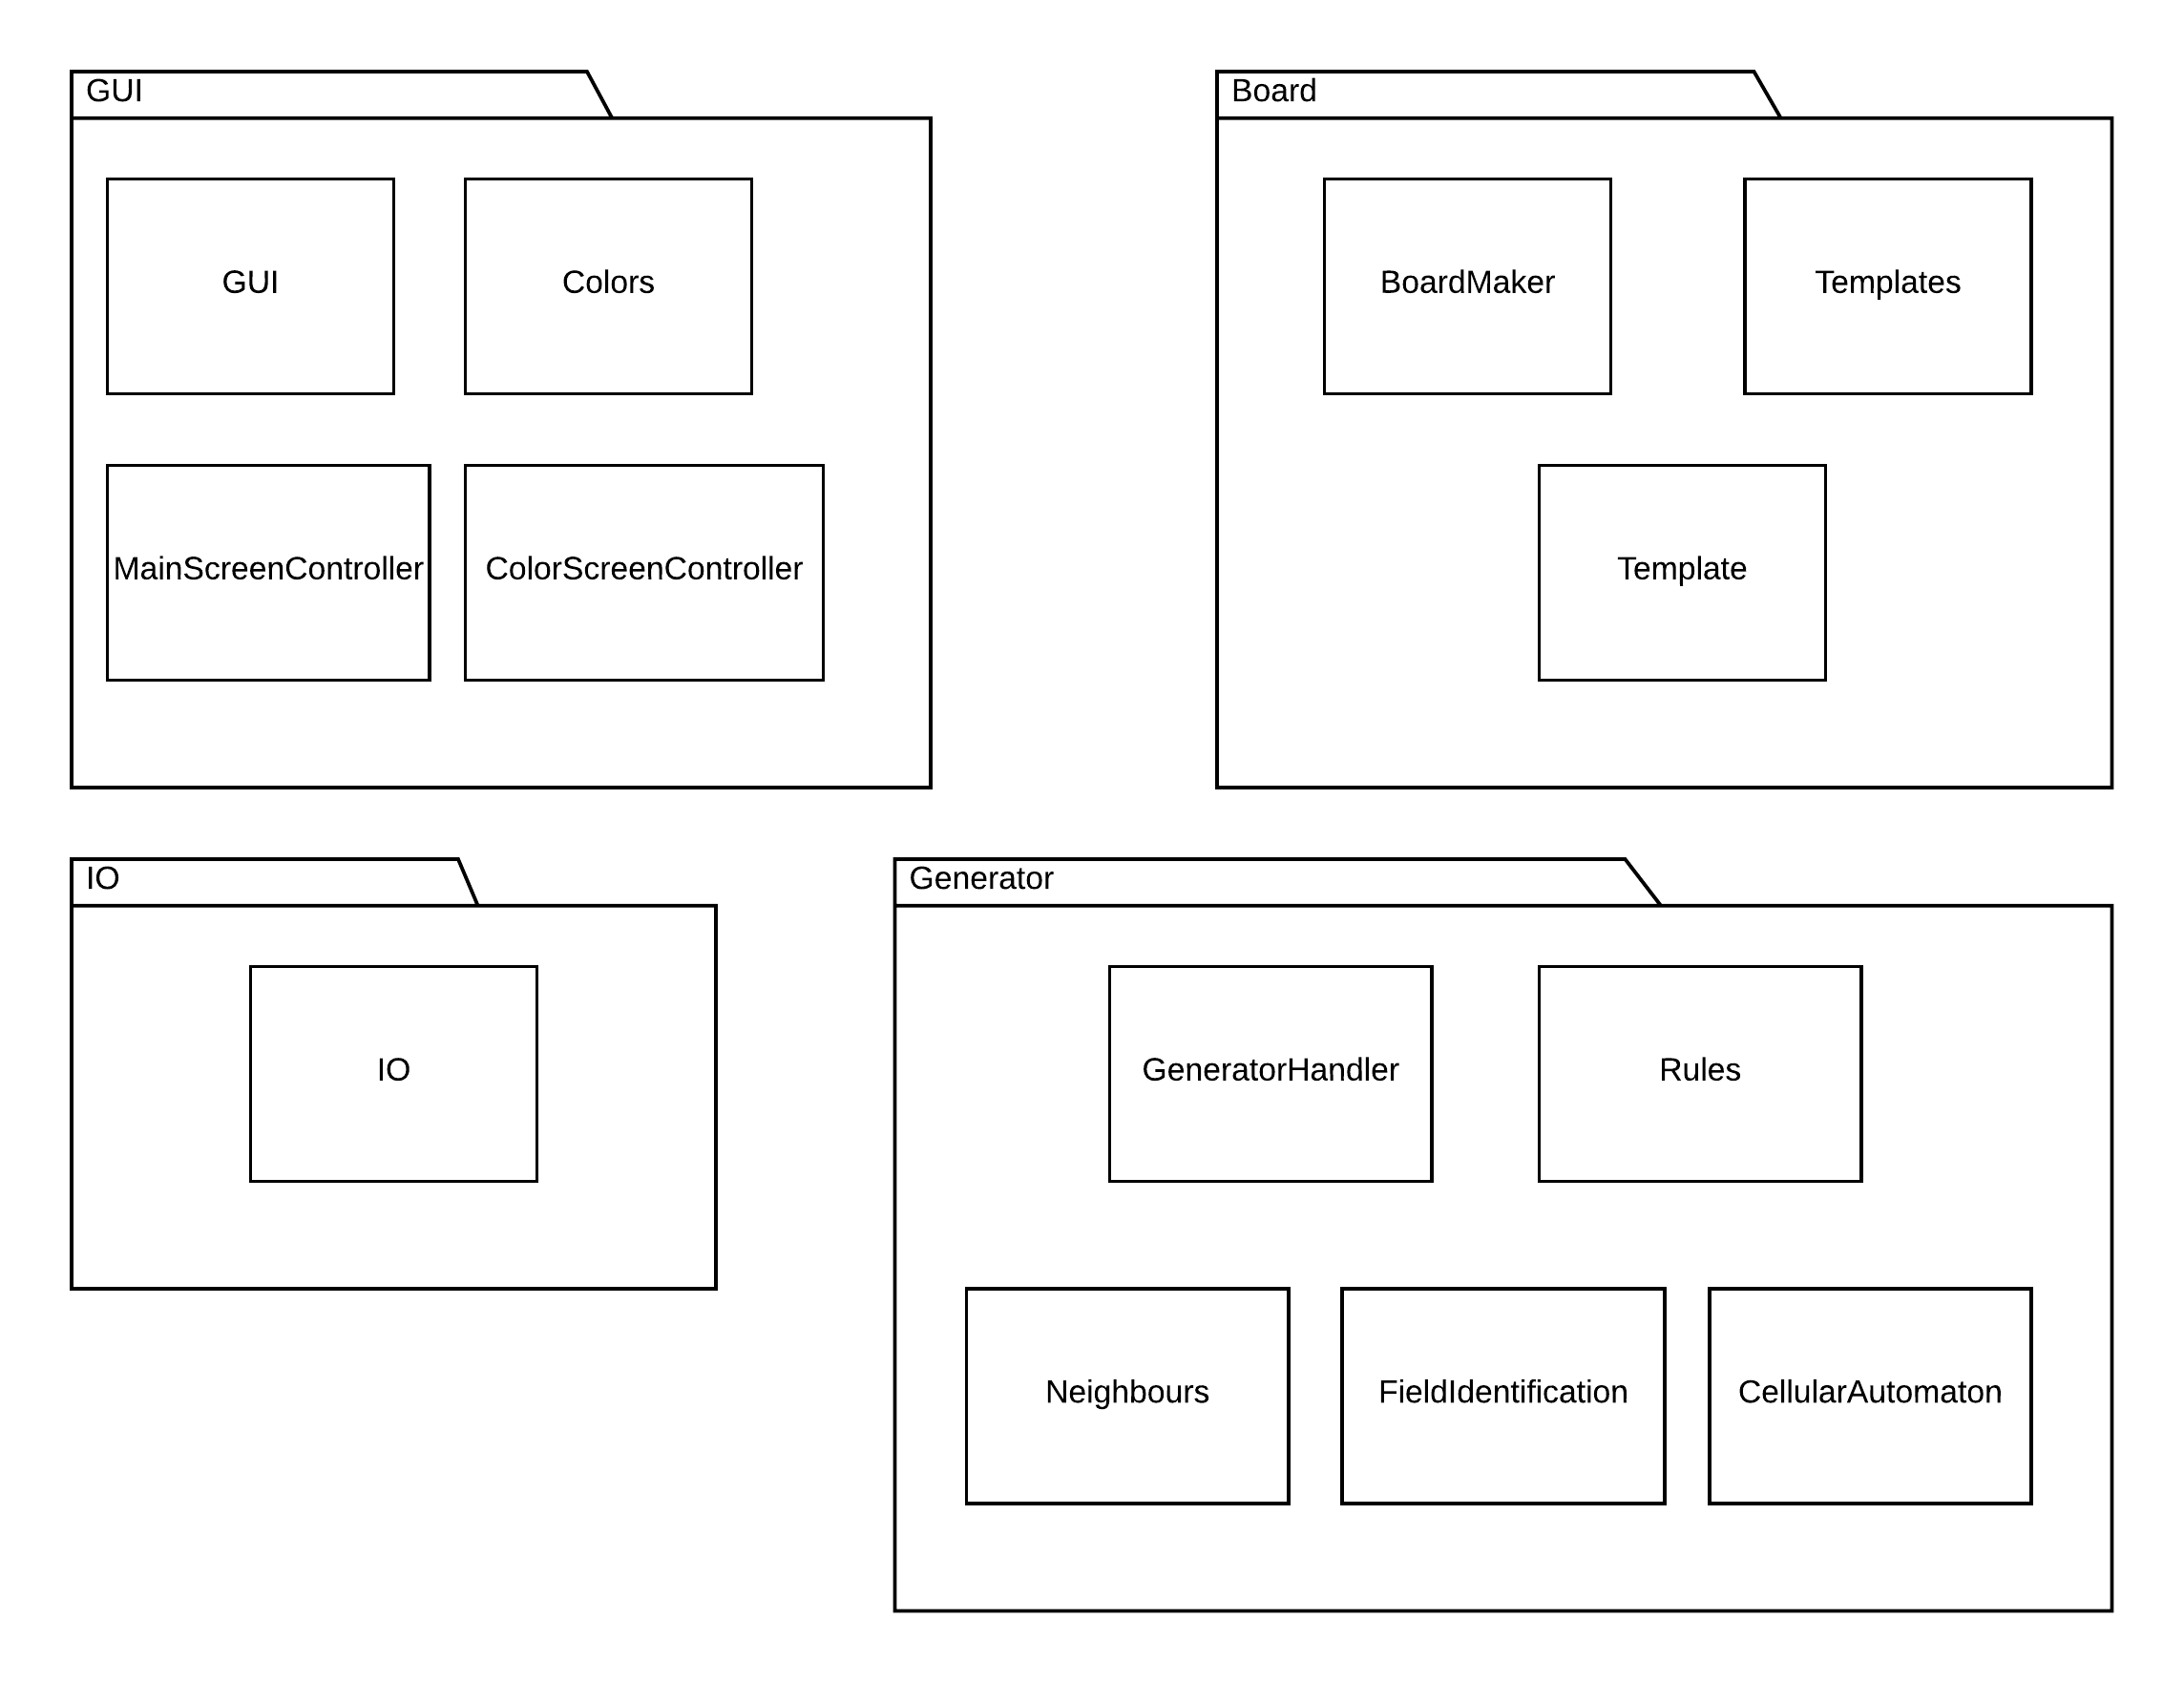 GUI
GUI
Colors
MainScreenController
ColorScreenController
Board
BoardMaker
Templates
Template
IO
IO
Generator
GeneratorHandler
Rules
Neighbours
FieldIdentification
CellularAutomaton